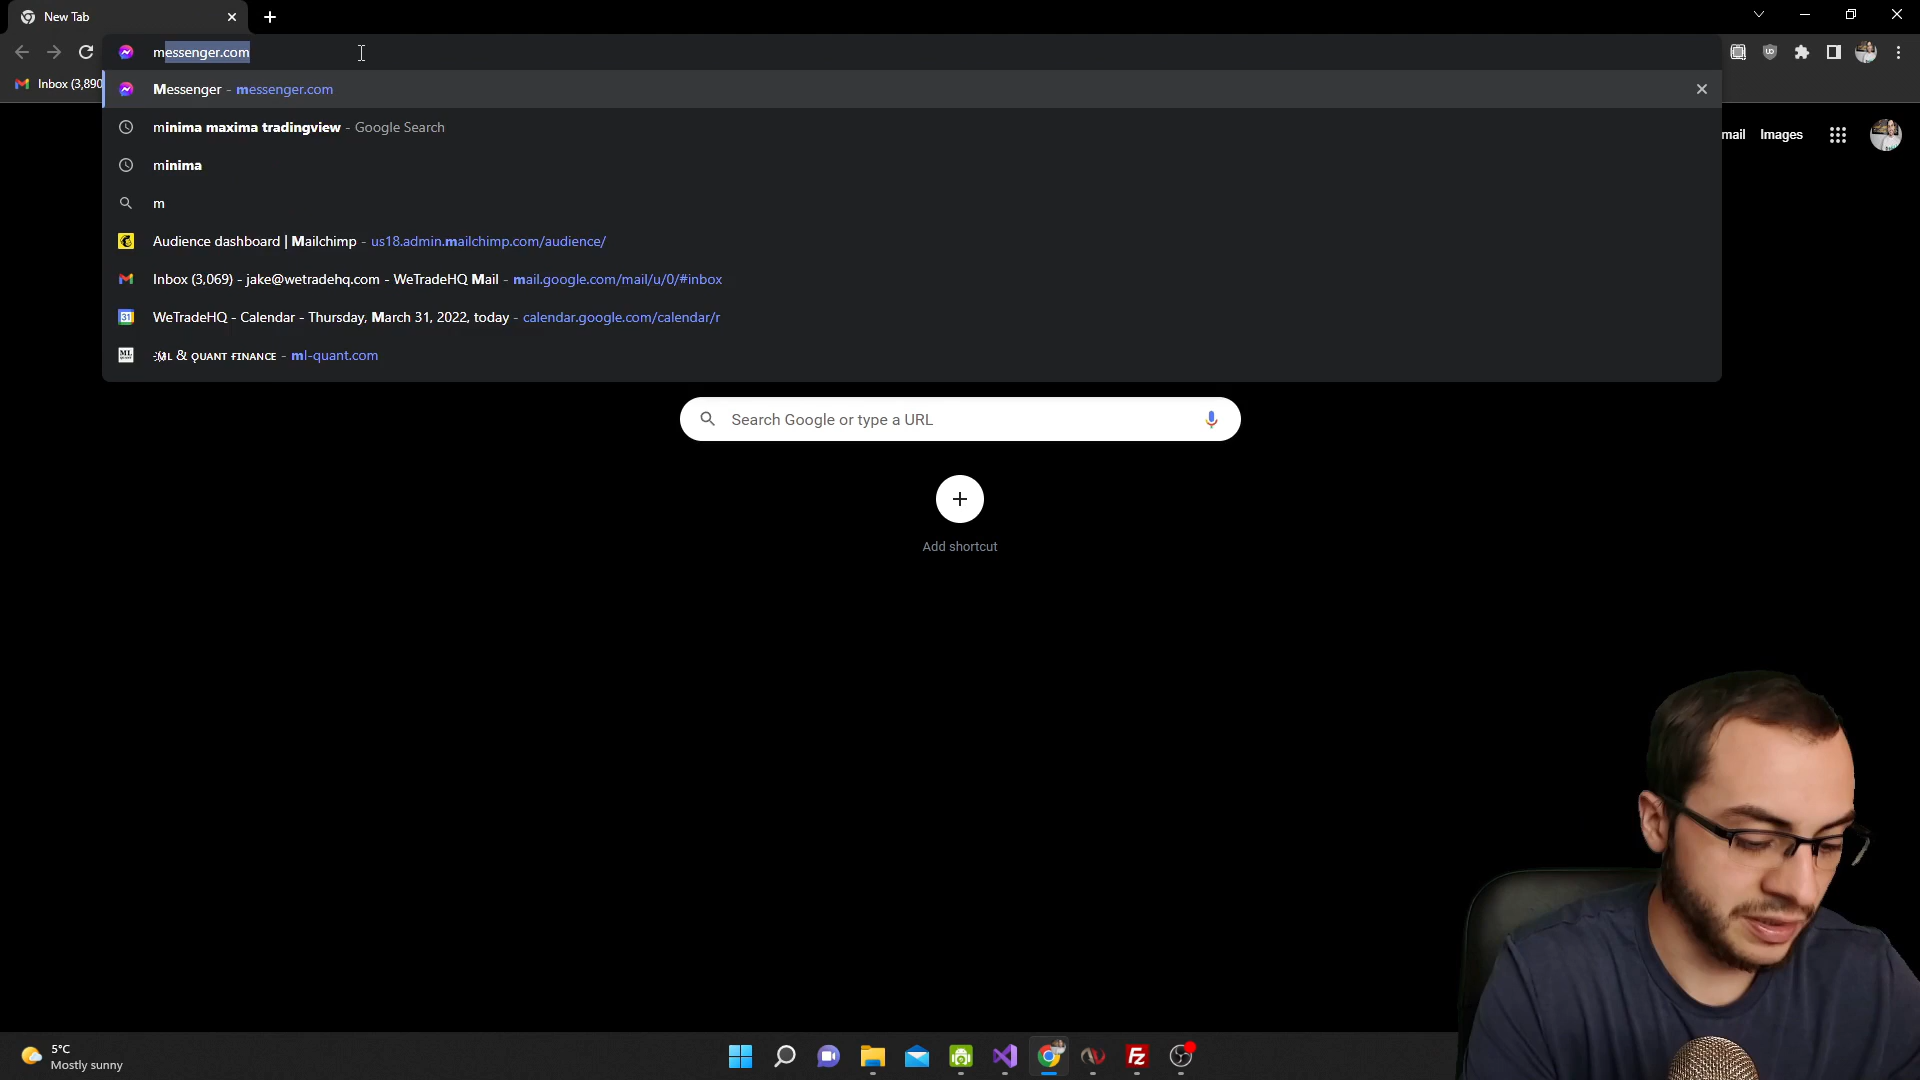 New Tab
messenger.com
Inbox (3,890
Messenger - messenger.com
minima maxima tradingview - Google Search
minima
m
Audience dashboard | Mailchimp - us18.admin.mailchimp.com/audience/
Inbox (3,069) - jake@wetradehq.com - WeTradeHQ Mail - mail.google.com/mail/u/0/#inbox
WeTradeHQ - Calendar - Thursday, March 31, 2022, today - calendar.google.com/calendar/r
ML & QUANT FINANCE - ml-quant.com
mail Images
Search Google or type a URL
Add shortcut
5°C
Mostly sunny